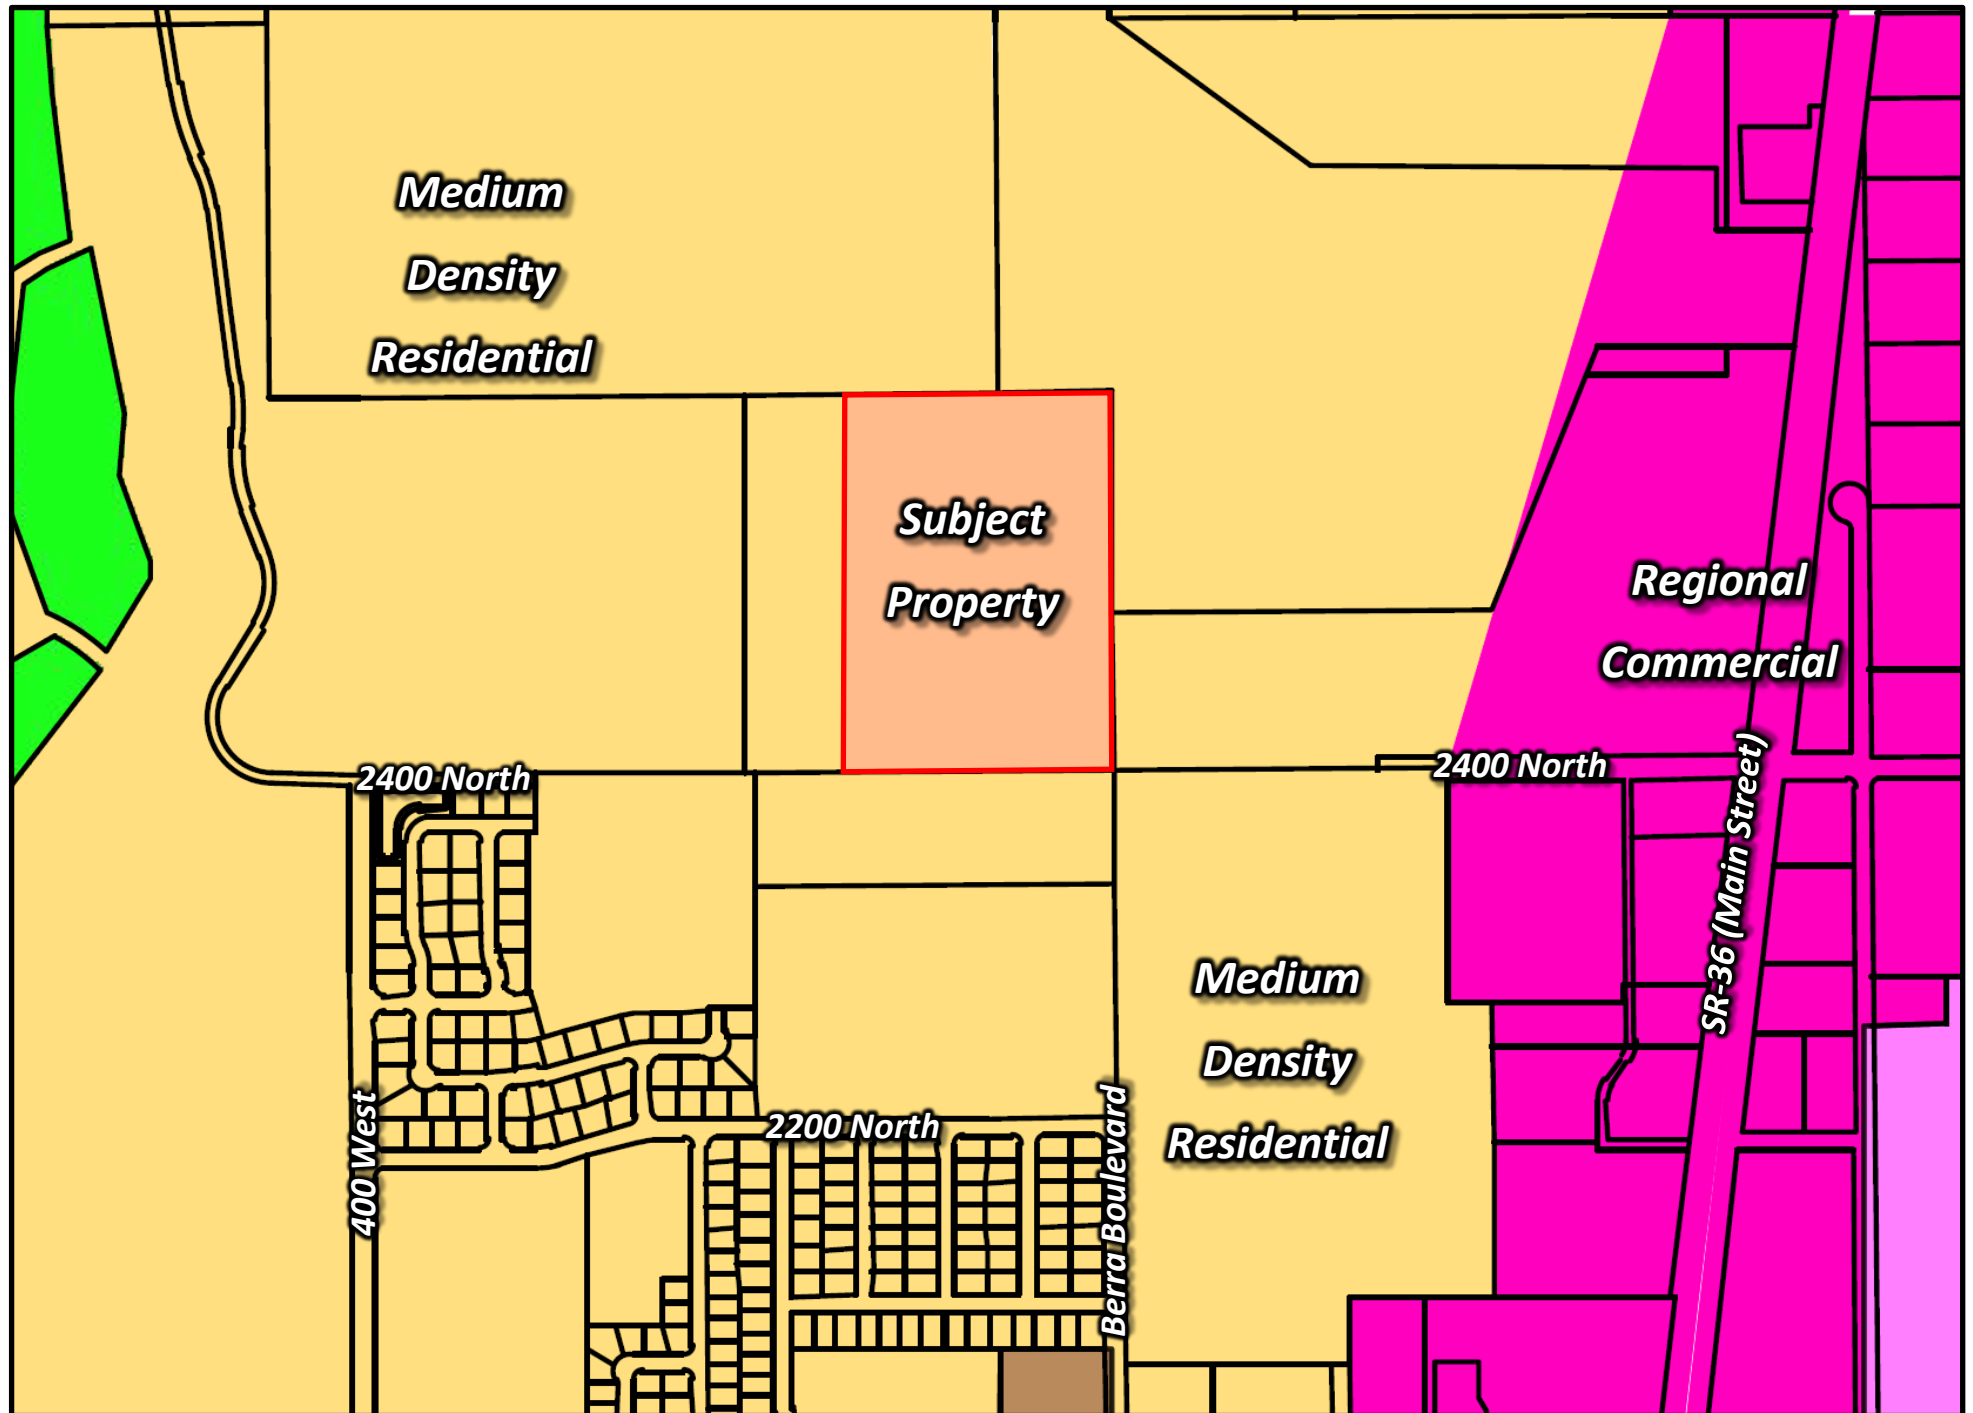 Medium
Density
Residential
Subject
Property
Regional
Commercial
2400 North
2400 North
SR-36 (Main Street)
Medium
Density
Residential
400 West
2200 North
Berra Boulevard